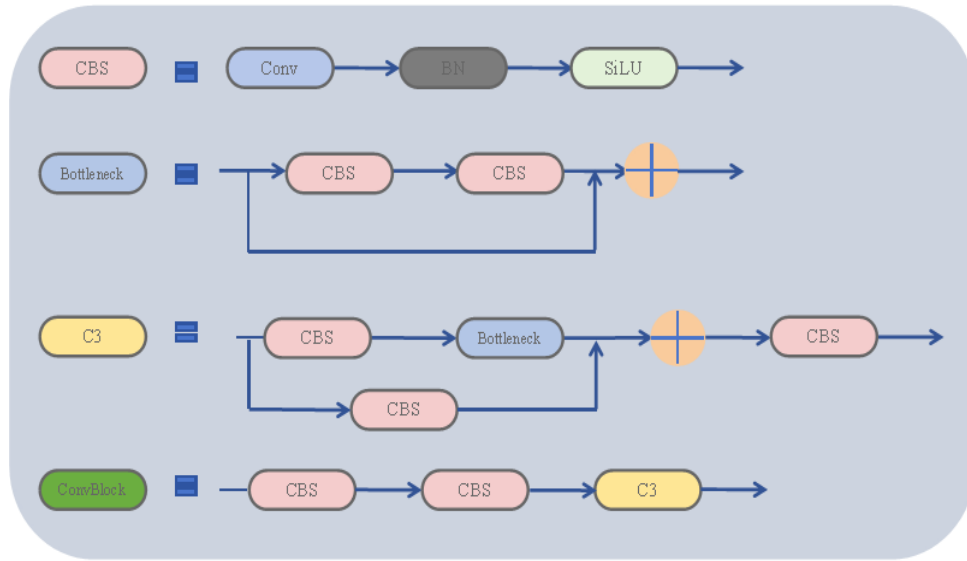 CBS = Conv BN SiLU
Bottleneck = CBS CBS
C3 = CBS Bottleneck CBS
CBS
ConvBlock = CBS CBS C3